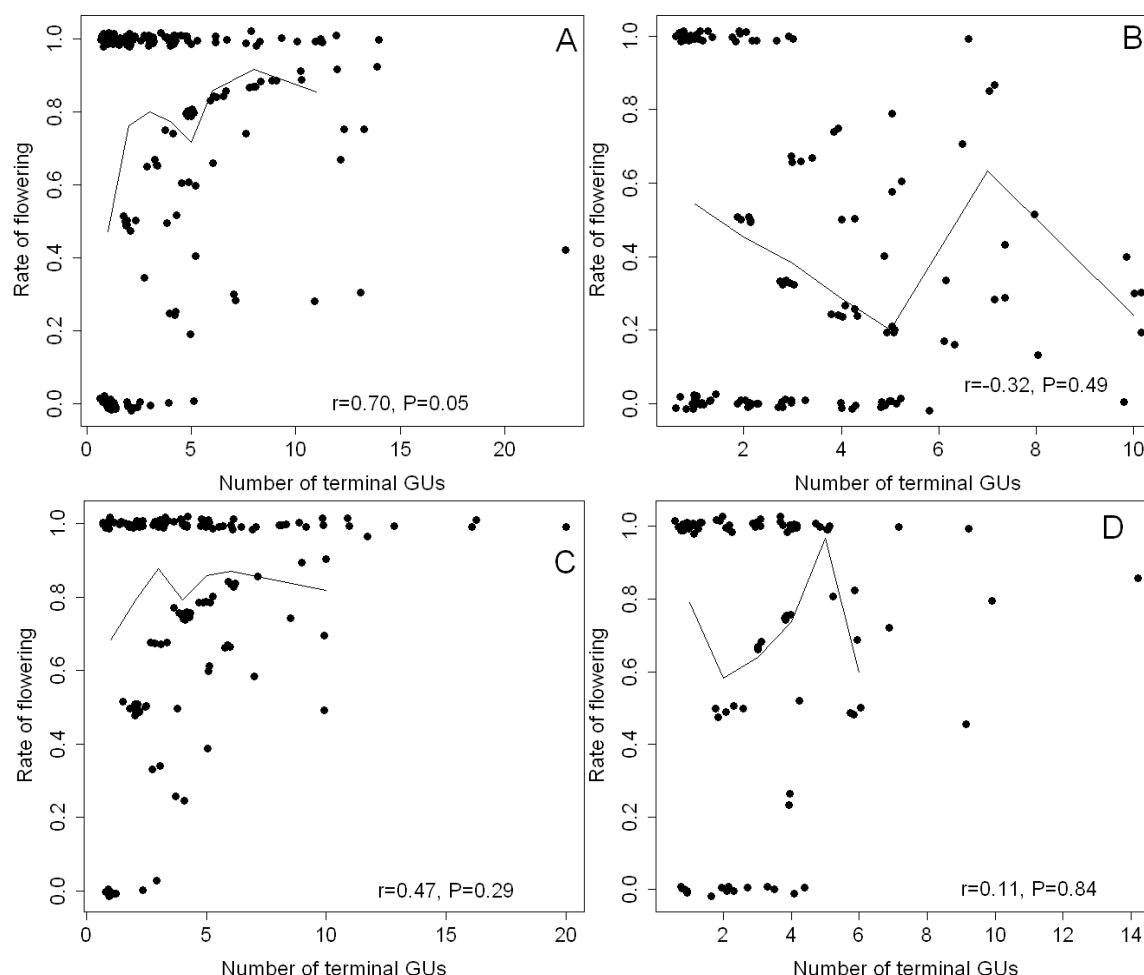 A
Rate of flowering
1.0
0.8
0.6
0.4
0.2
0.0
r=0.70, P=0.05
0 5 10 15 20
Number of terminal GUs
B
Rate of flowering
1.0
0.8
0.6
0.4
0.2
0.0
r=-0.32, P=0.49
2 4 6 8 10
Number of terminal GUs
C
Rate of flowering
1.0
0.8
0.6
0.4
0.2
0.0
r=0.47, P=0.29
0 5 10 15 20
Number of terminal GUs
D
Rate of flowering
1.0
0.8
0.6
0.4
0.2
0.0
r=0.11, P=0.84
2 4 6 8 10 12 14
Number of terminal GUs